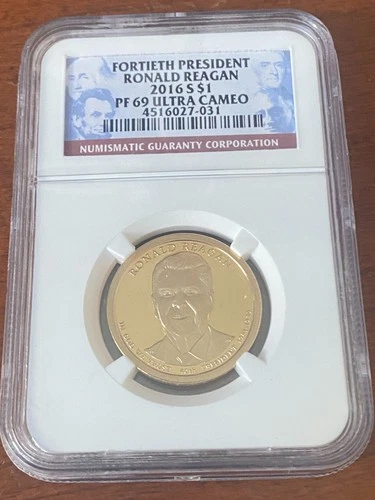 FORTIETH PRESIDENT
RONALD REAGAN
2016 S $1
PF 69 ULTRA CAMEO
4516027-031
NUMISMATIC GUARANTY CORPORATION
RONALD REAGAN